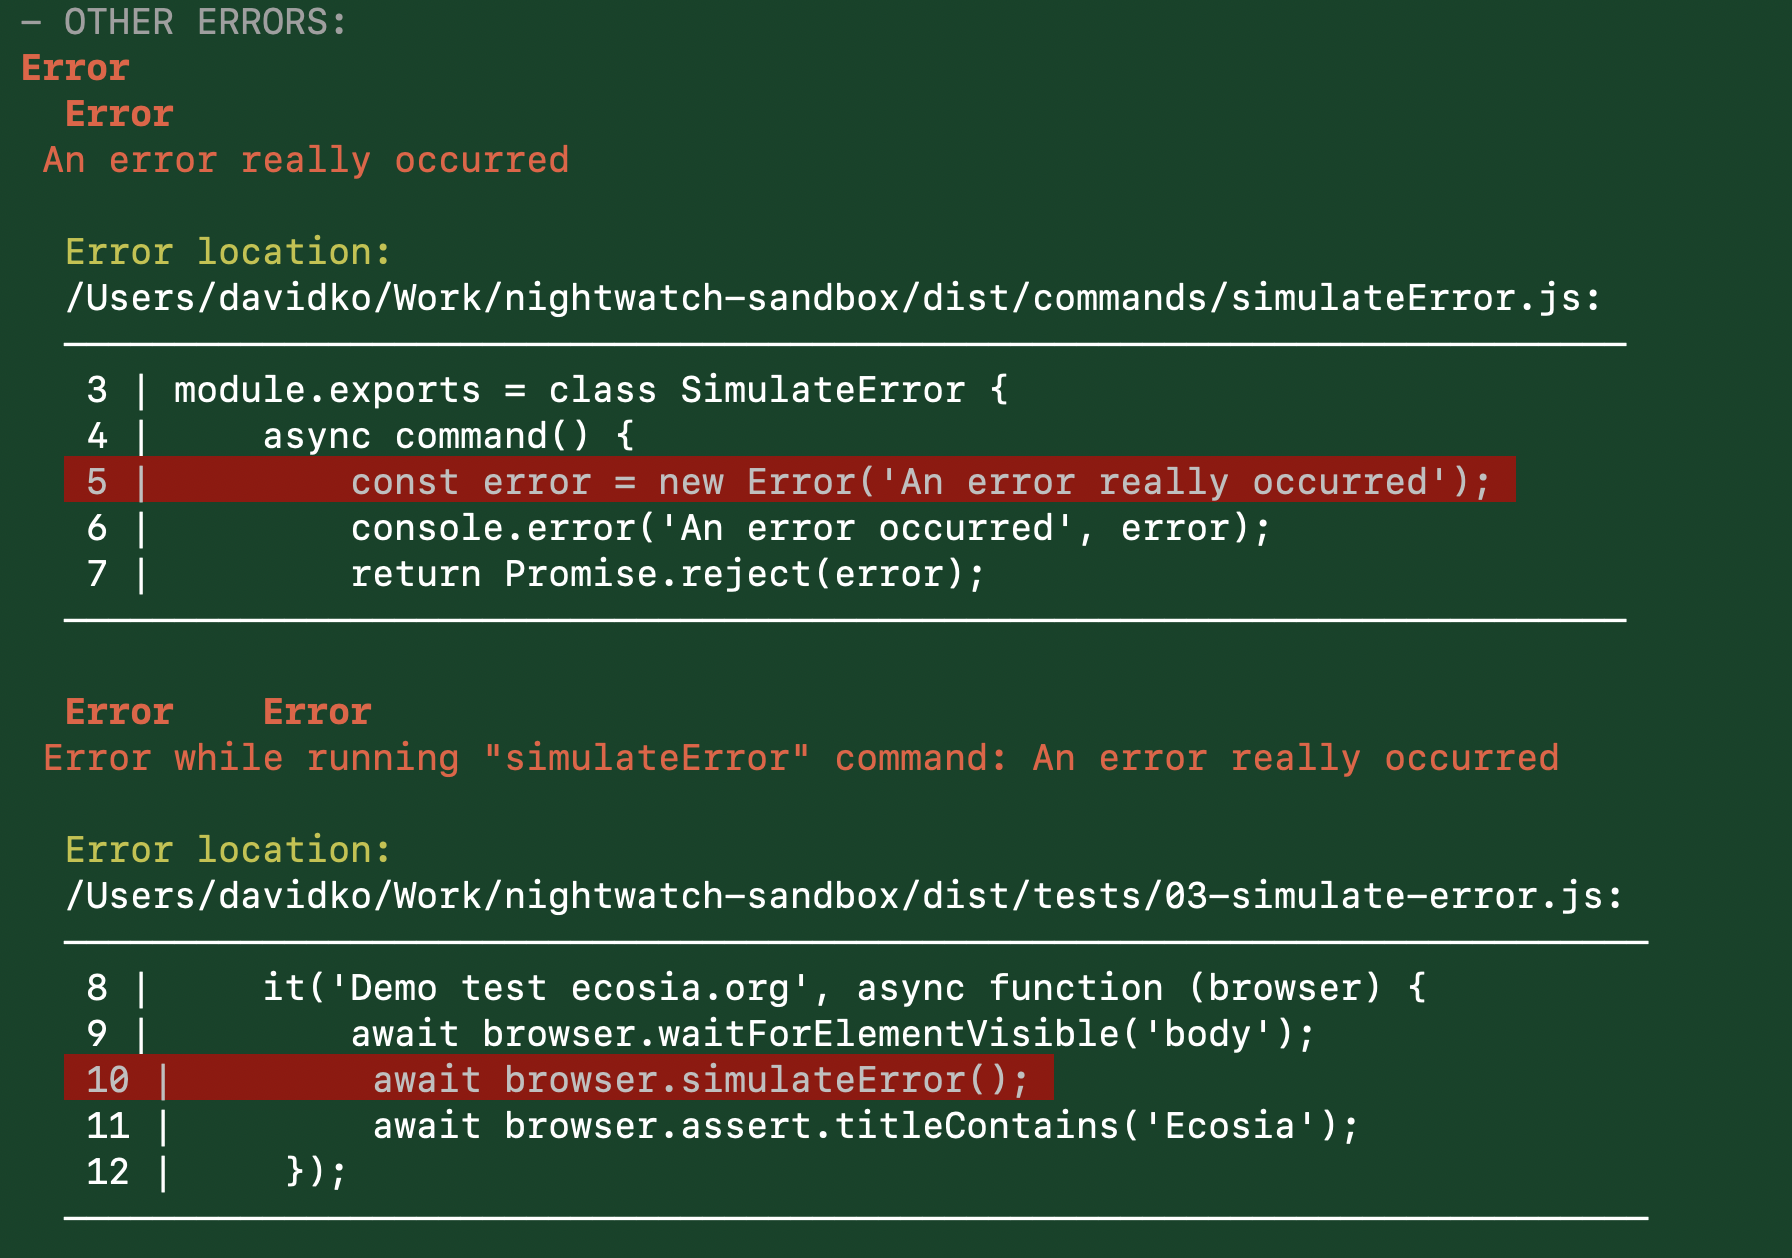 – OTHER ERRORS:
Error
Error
An error really occurred
Error location:
/Users/davidko/Work/nightwatch-sandbox/dist/commands/simulateError.js:
3 | module.exports = class SimulateError {
4 |     async command() {
5 |         const error = new Error('An error really occurred');
6 |         console.error('An error occurred', error);
7 |         return Promise.reject(error);
Error    Error
Error while running "simulateError" command: An error really occurred
Error location:
/Users/davidko/Work/nightwatch-sandbox/dist/tests/03-simulate-error.js:
8 |     it('Demo test ecosia.org', async function (browser) {
9 |         await browser.waitForElementVisible('body');
10 |         await browser.simulateError();
11 |         await browser.assert.titleContains('Ecosia');
12 |     });